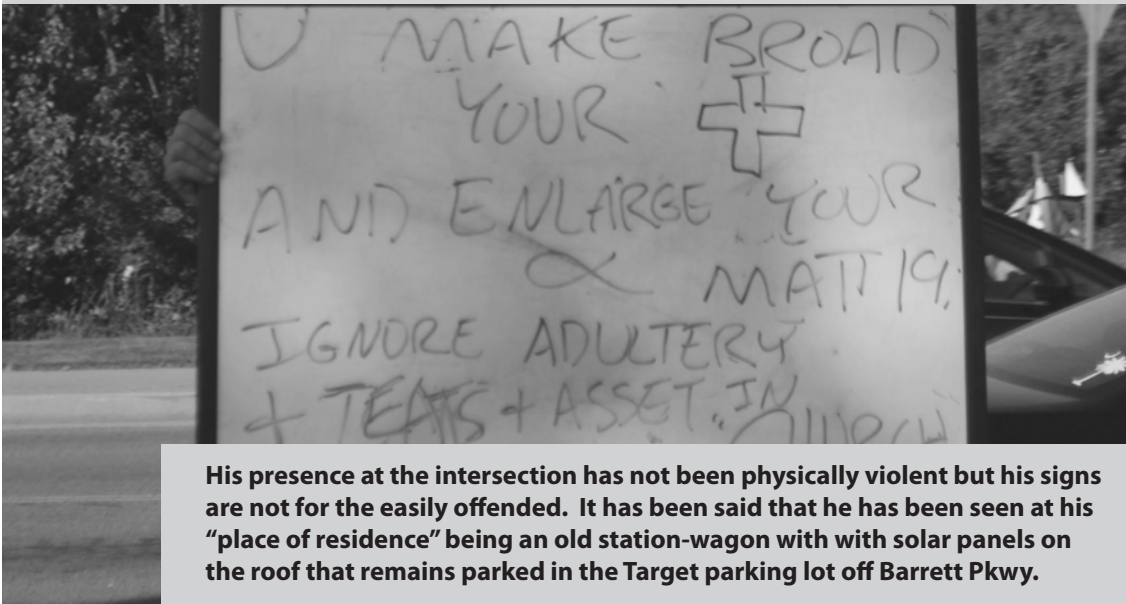 U MAKE BROAD
YOUR
AND ENLARGE YOUR
MATT 19:
IGNORE ADULTERY
+ TEATS + ASSET. IN
CHURCH
His presence at the intersection has not been physically violent but his signs
are not for the easily offended.  It has been said that he has been seen at his
“place of residence” being an old station-wagon with with solar panels on
the roof that remains parked in the Target parking lot off Barrett Pkwy.